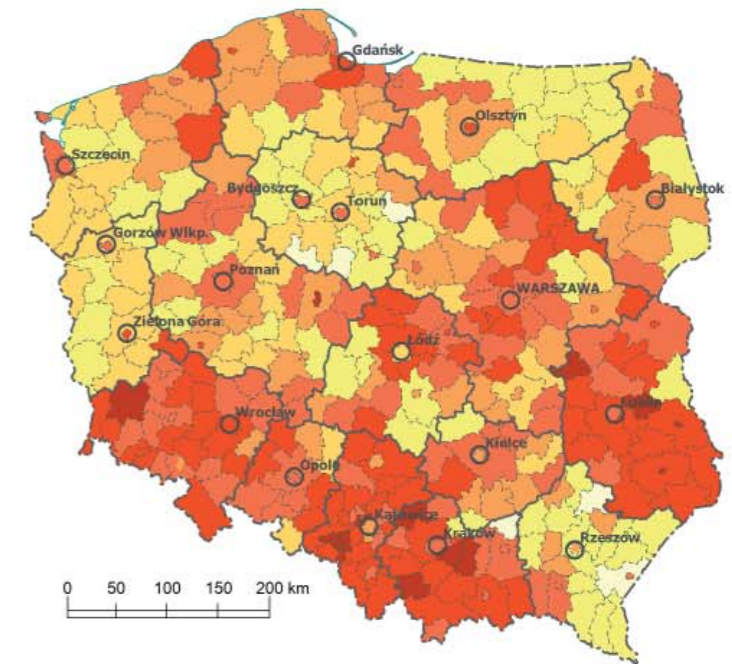 Gdańsk
Olsztyn
Szczecin
Białystok
Bydgoszcz
Toruń
Gorzów Wlkp.
Poznań
WARSZAWA
Zielona Góra
Łódź
Wrocław
Kielce
Opole
Katowice
Kraków
Rzeszów
0 50 100 150 200 km